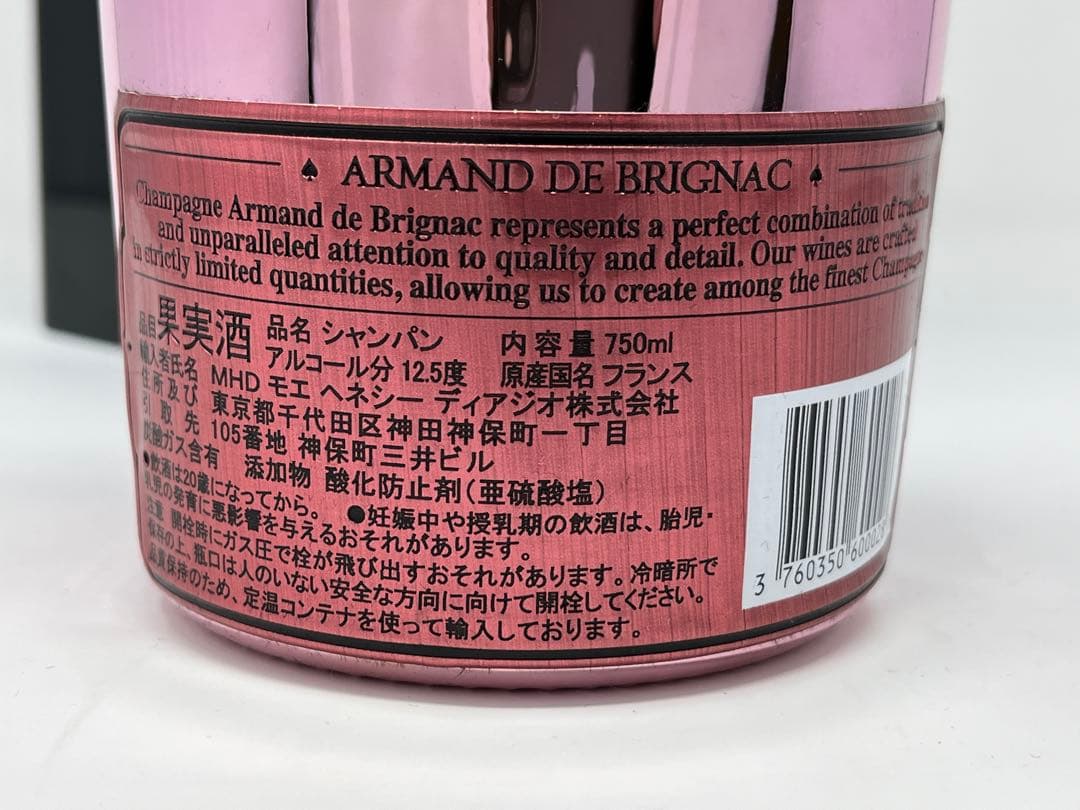 ARMAND DE BRIGNAC
Champagne Armand de Brignac represents a perfect combination of
and unparalleled attention to quality and detail. Our wines are crafted
in strictly limited quantities, allowing us to create among the finest
品目 果実酒 品名 シャンパン 内容量 750ml
アルコール分 12.5度 原産国名 フランス
輸入者氏名 MHD モエ ヘネシー ディアジオ株式会社
住所及び 東京都千代田区神田神保町一丁目
引取先 105番地 神保町三井ビル
炭酸ガス含有 添加物 酸化防止剤(亜硫酸塩)
●飲酒は20歳になってから。 ●妊娠中や授乳期の飲酒は、胎児・
乳児の発育に悪影響を与えるおそれがあります。
注意 開栓時にガス圧で栓が飛び出すおそれがあります。冷暗所で
保存の上、瓶口は人のいない安全な方向に向けて開栓してください。
品質保持のため、定温コンテナを使って輸入しております。
3 760350 60002